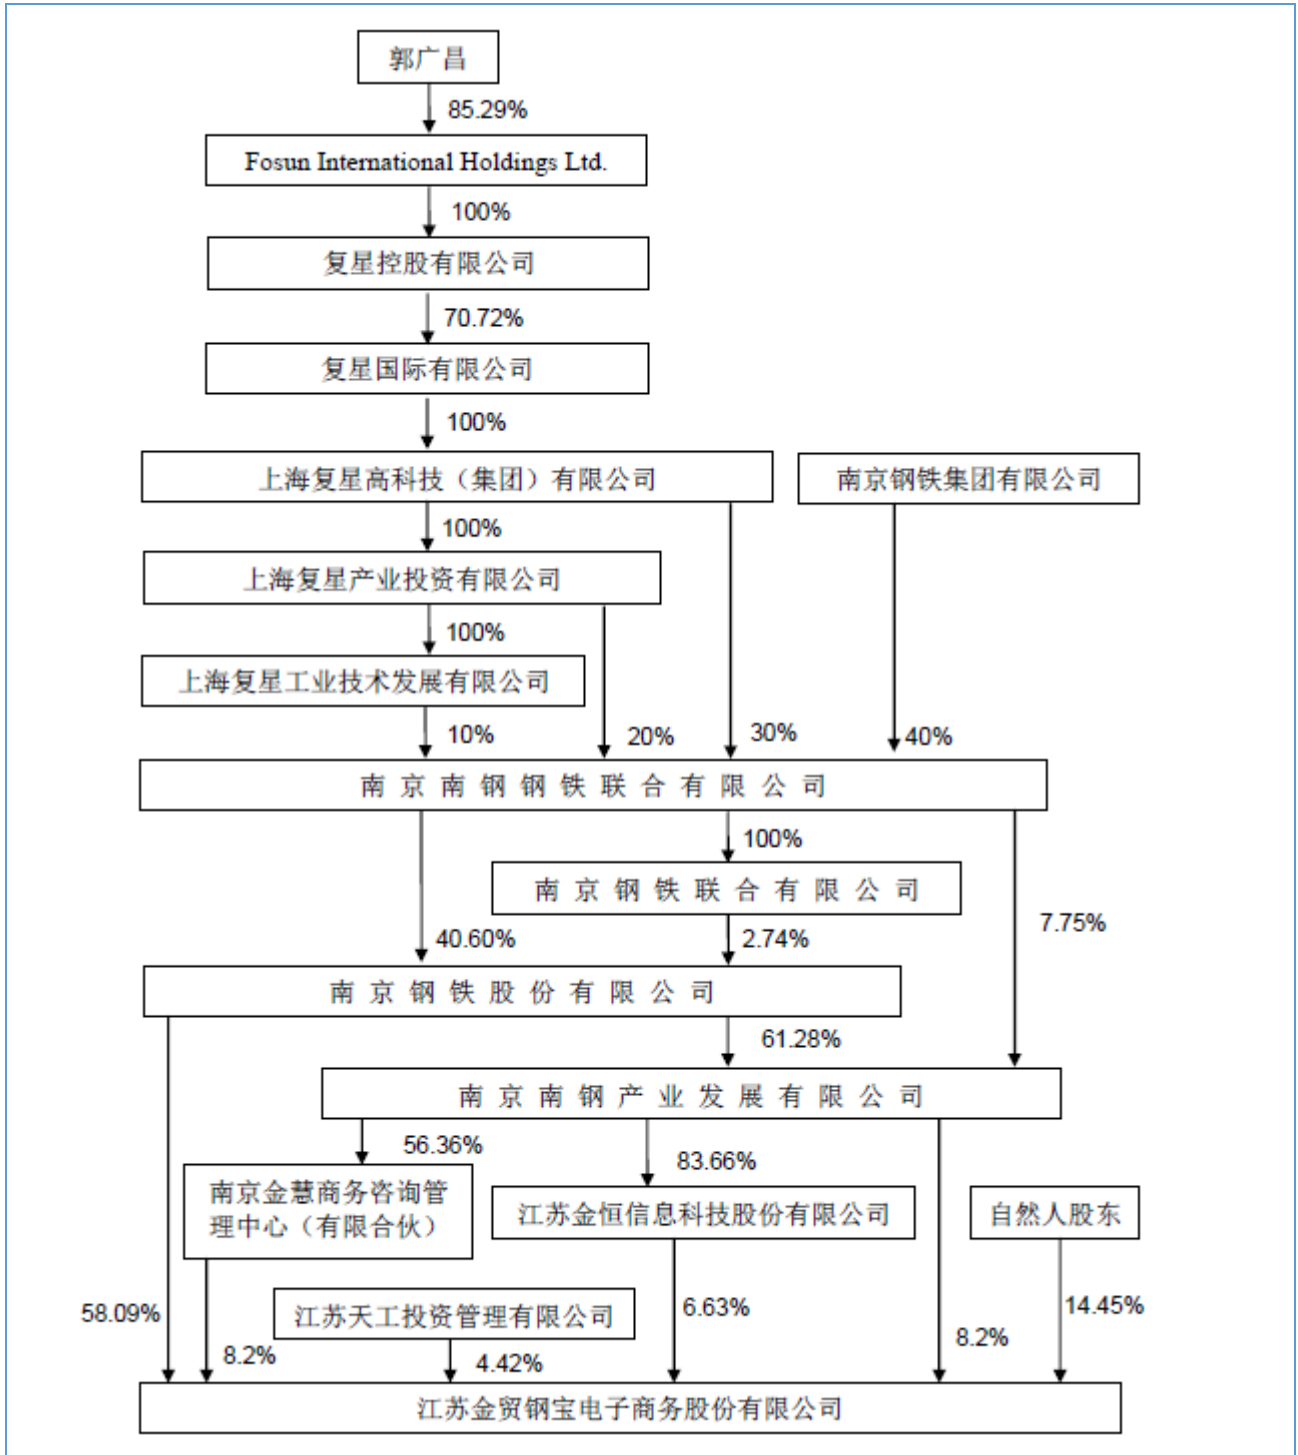 郭广昌
85.29%
Fosun International Holdings Ltd.
100%
复星控股有限公司
70.72%
复星国际有限公司
100%
上海复星高科技（集团）有限公司
南京钢铁集团有限公司
100%
上海复星产业投资有限公司
100%
上海复星工业技术发展有限公司
10%
20%
30%
40%
南京南钢钢铁联合有限公司
100%
南京钢铁联合有限公司
7.75%
40.60%
2.74%
南京钢铁股份有限公司
61.28%
南京南钢产业发展有限公司
56.36%
83.66%
南京金慧商务咨询管
理中心（有限合伙）
江苏金恒信息科技股份有限公司
自然人股东
58.09%
江苏天工投资管理有限公司
6.63%
14.45%
8.2%
4.42%
8.2%
江苏金贸钢宝电子商务股份有限公司